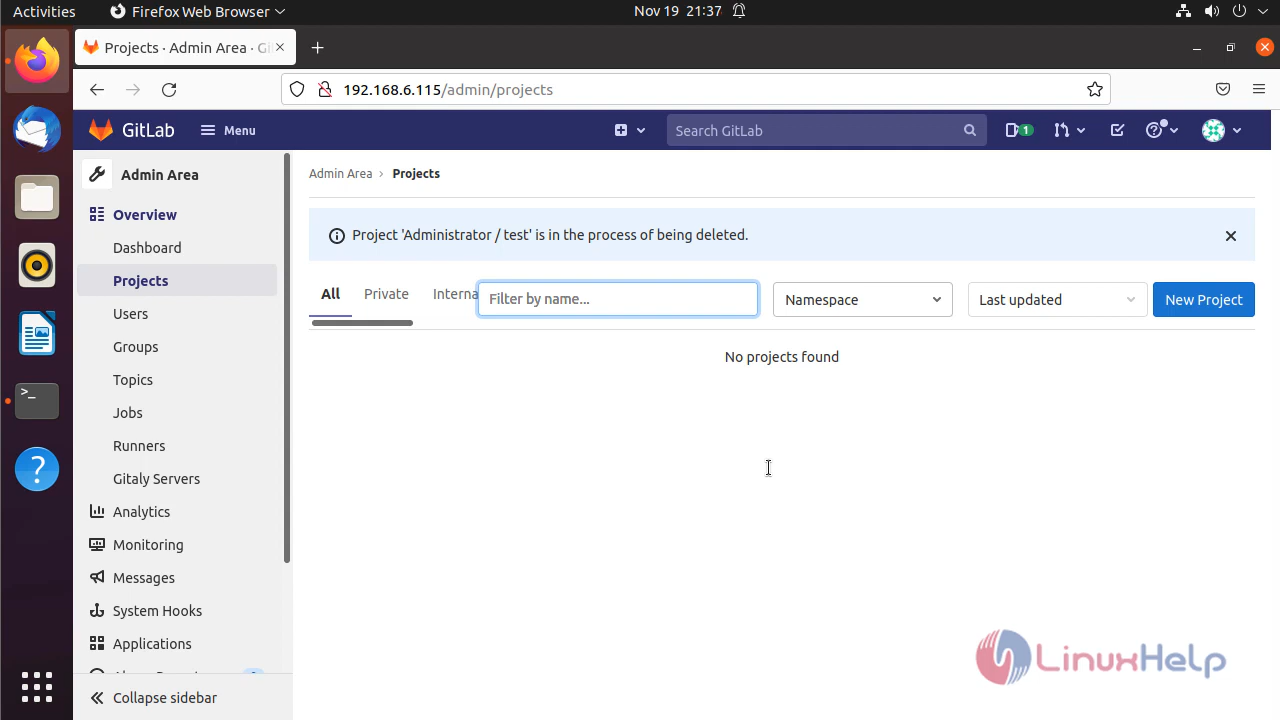 Activities
Firefox Web Browser
Nov 19 21:37
Projects · Admin Area ·
192.168.6.115/admin/projects
GitLab
Menu
Search GitLab
1
Admin Area
Overview
Dashboard
Projects
Users
Groups
Topics
Jobs
Runners
Gitaly Servers
Analytics
Monitoring
Messages
System Hooks
Applications
Collapse sidebar
Admin Area › Projects
Project 'Administrator / test' is in the process of being deleted.
All
Private
Interna
Filter by name...
Namespace
Last updated
New Project
No projects found
>_
?
LinuxHelp